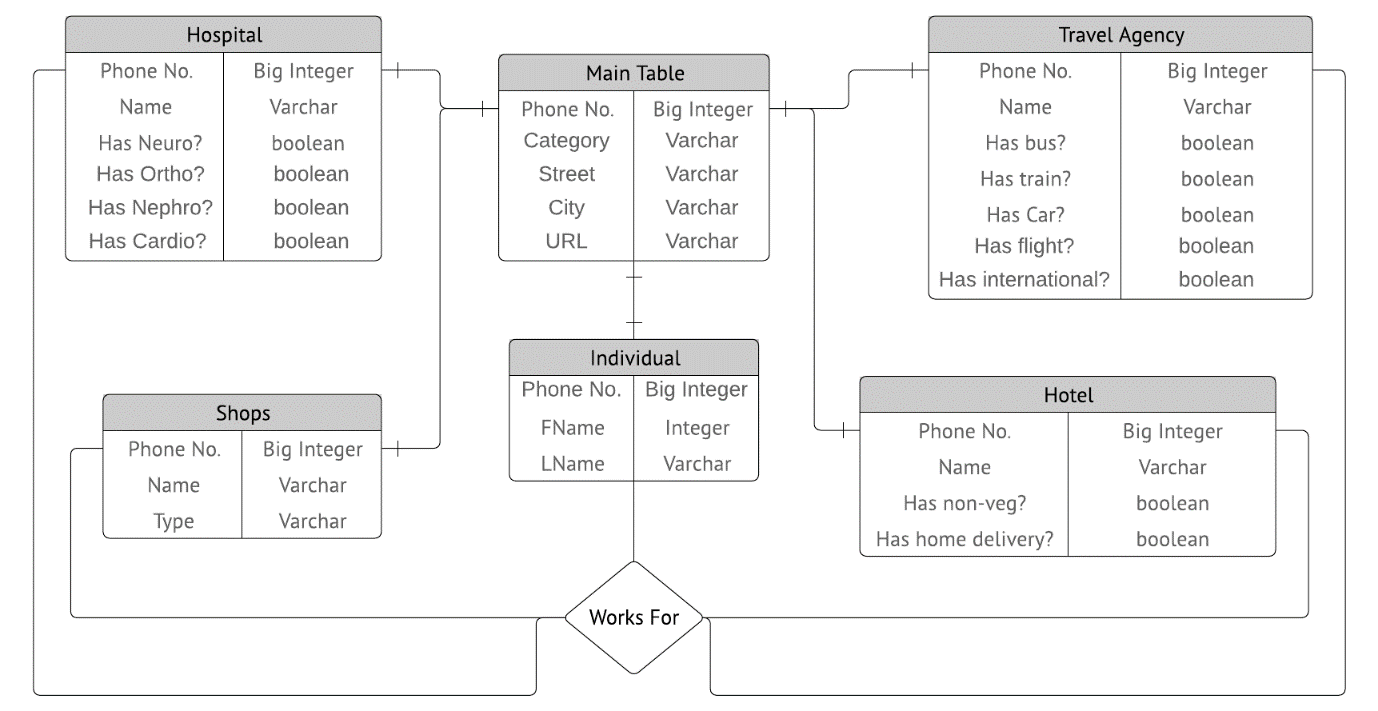 Hospital
Phone No. Big Integer
Name Varchar
Has Neuro? boolean
Has Ortho? boolean
Has Nephro? boolean
Has Cardio? boolean
Main Table
Phone No. Big Integer
Category Varchar
Street Varchar
City Varchar
URL Varchar
Travel Agency
Phone No. Big Integer
Name Varchar
Has bus? boolean
Has train? boolean
Has Car? boolean
Has flight? boolean
Has international? boolean
Shops
Phone No. Big Integer
Name Varchar
Type Varchar
Individual
Phone No. Big Integer
FName Integer
LName Varchar
Hotel
Phone No. Big Integer
Name Varchar
Has non-veg? boolean
Has home delivery? boolean
Works For